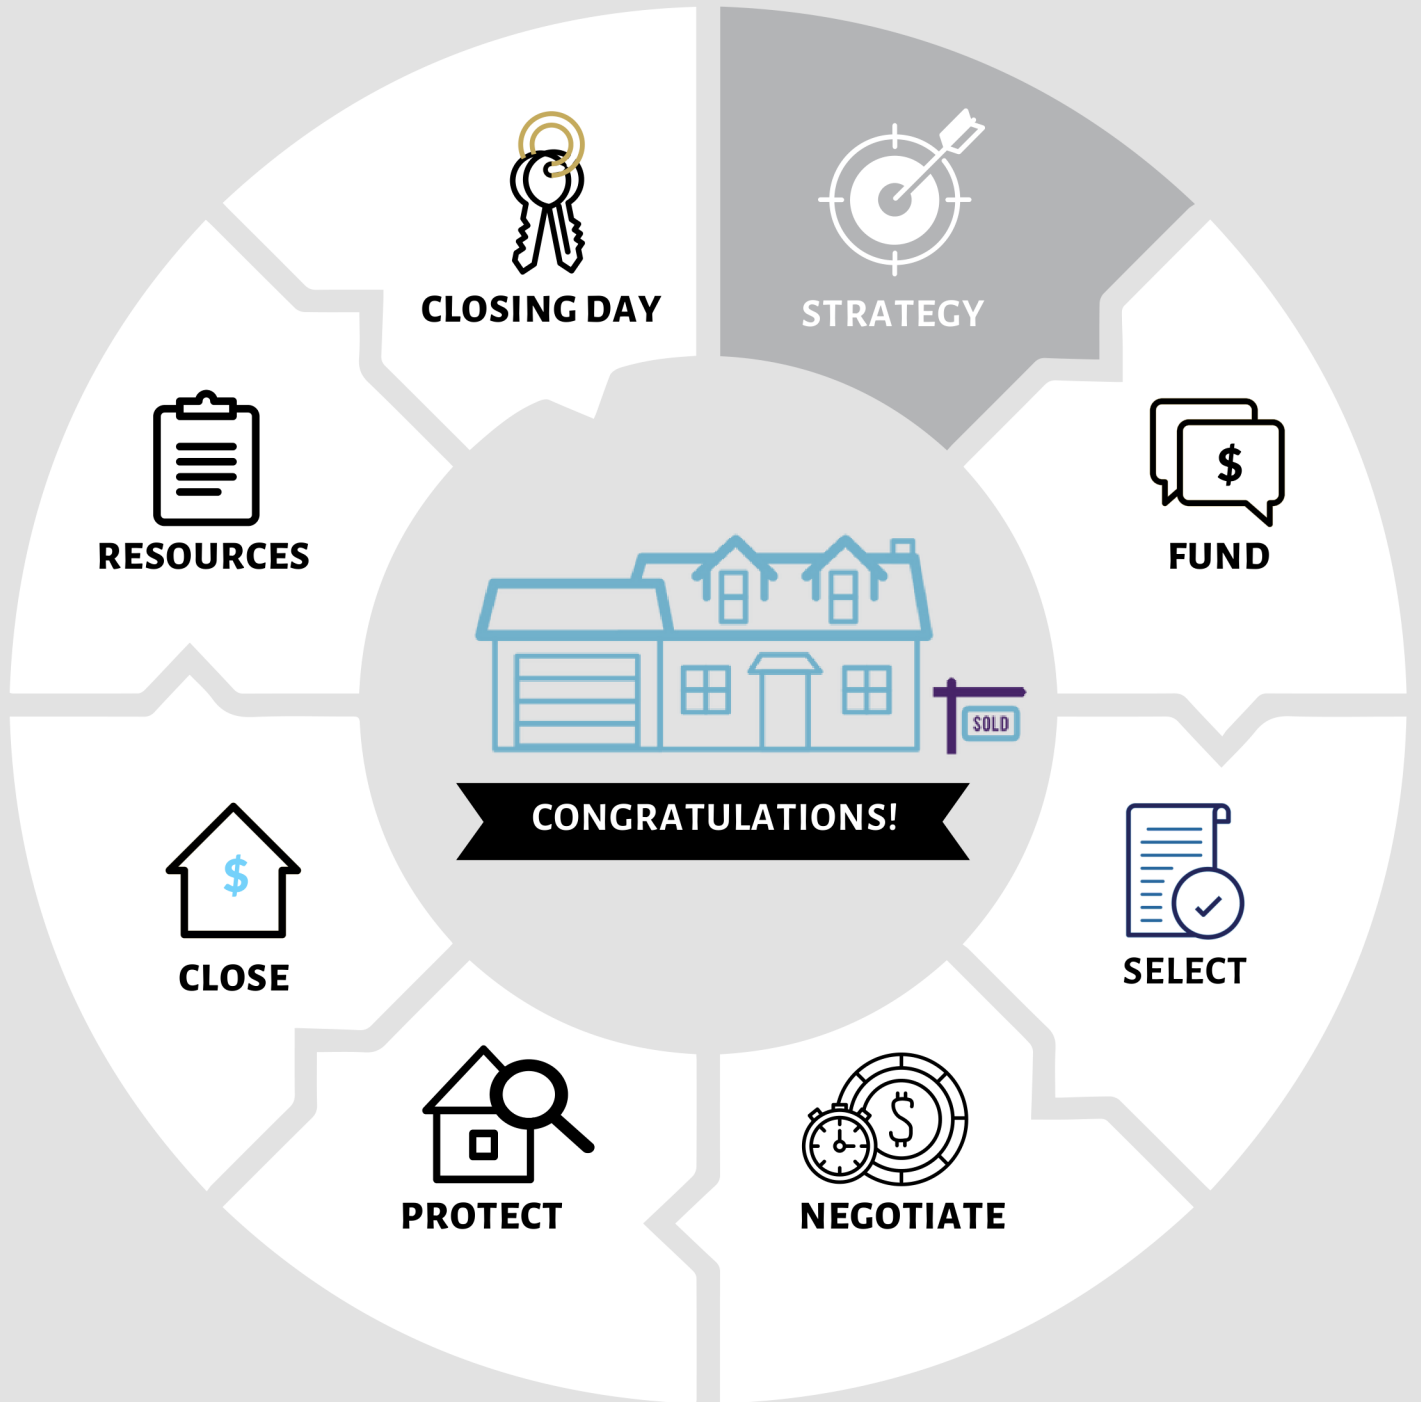 CLOSING DAY
STRATEGY
RESOURCES
$
FUND
SOLD
CONGRATULATIONS!
$
CLOSE
SELECT
PROTECT
$
NEGOTIATE